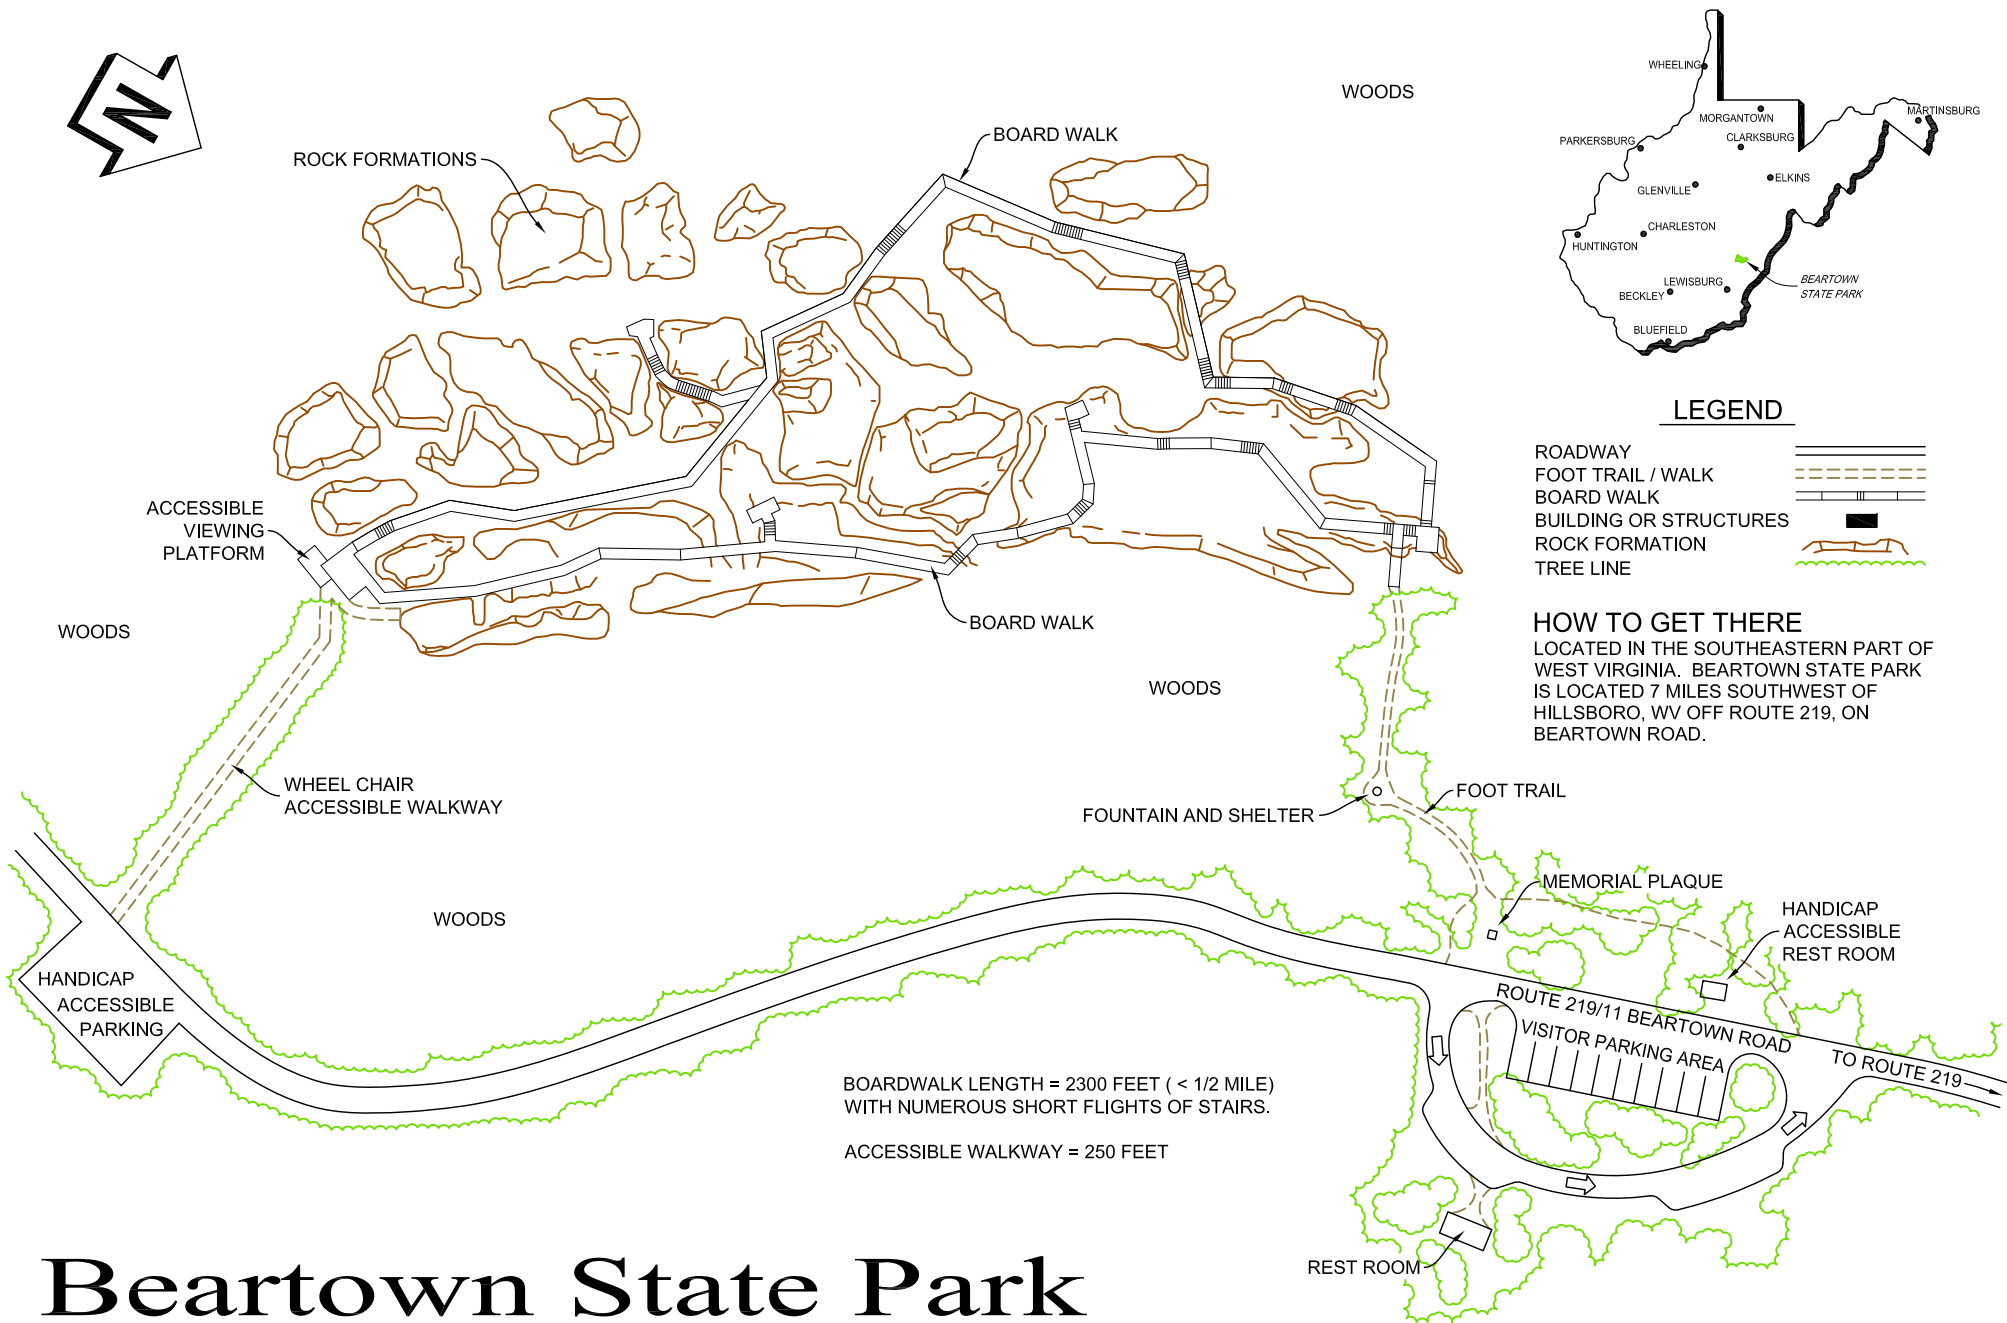 N
WOODS
BOARD WALK
ROCK FORMATIONS
WHEELING
MORGANTOWN
MARTINSBURG
PARKERSBURG
CLARKSBURG
GLENVILLE
ELKINS
CHARLESTON
HUNTINGTON
BEARTOWN
STATE PARK
LEWISBURG
BECKLEY
BLUEFIELD
LEGEND
ROADWAY
FOOT TRAIL / WALK
BOARD WALK
BUILDING OR STRUCTURES
ROCK FORMATION
TREE LINE
ACCESSIBLE
VIEWING
PLATFORM
WOODS
BOARD WALK
WOODS
HOW TO GET THERE
LOCATED IN THE SOUTHEASTERN PART OF
WEST VIRGINIA. BEARTOWN STATE PARK
IS LOCATED 7 MILES SOUTHWEST OF
HILLSBORO, WV OFF ROUTE 219, ON
BEARTOWN ROAD.
WHEEL CHAIR
ACCESSIBLE WALKWAY
FOUNTAIN AND SHELTER
FOOT TRAIL
WOODS
MEMORIAL PLAQUE
HANDICAP
ACCESSIBLE
REST ROOM
HANDICAP
ACCESSIBLE
PARKING
ROUTE 219/11 BEARTOWN ROAD
VISITOR PARKING AREA
TO ROUTE 219
BOARDWALK LENGTH = 2300 FEET ( < 1/2 MILE)
WITH NUMEROUS SHORT FLIGHTS OF STAIRS.
ACCESSIBLE WALKWAY = 250 FEET
REST ROOM
Beartown State Park